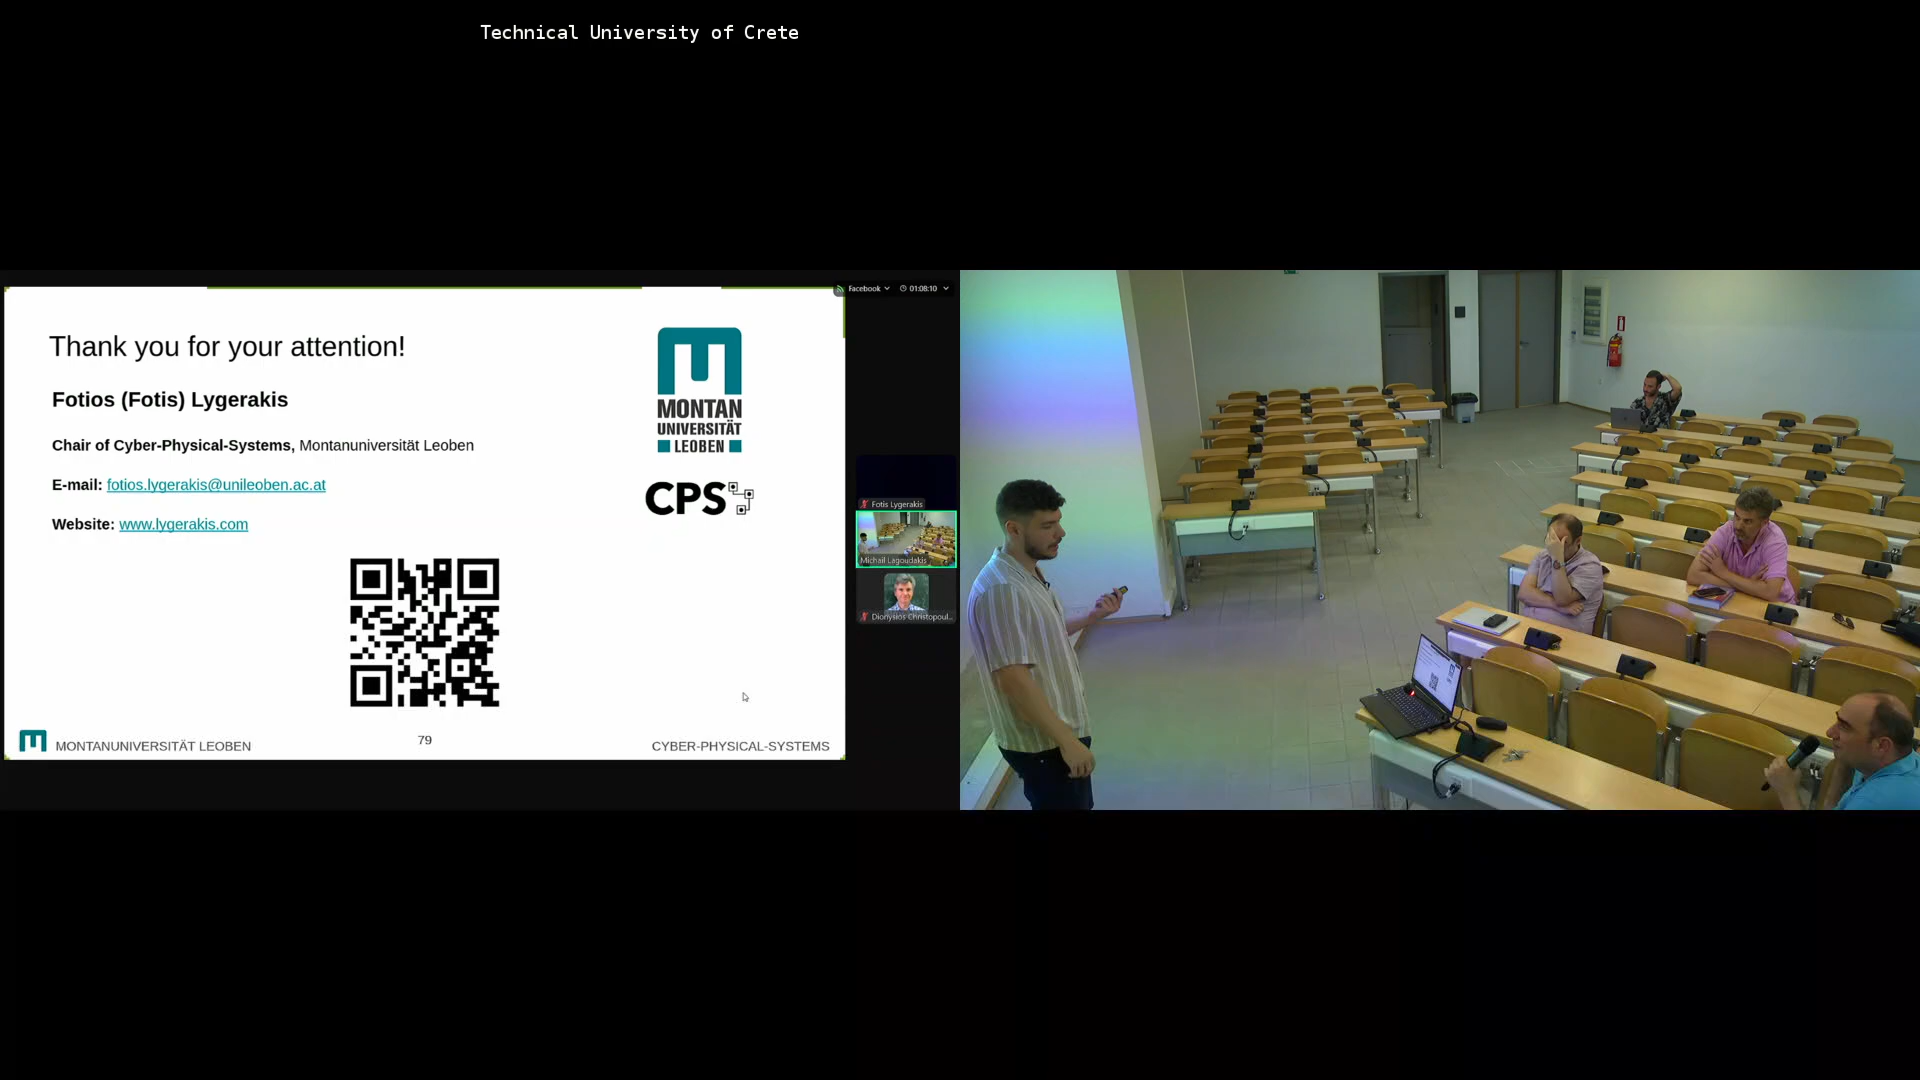 Technical University of Crete
Facebook
01:08:10
Thank you for your attention!
Fotios (Fotis) Lygerakis
Chair of Cyber-Physical-Systems, Montanuniversität Leoben
E-mail: fotios.lygerakis@unileoben.ac.at
Website: www.lygerakis.com
MONTAN
UNIVERSITÄT
LEOBEN
CPS
Fotis Lygerakis
Michail Lagoudakis
Dionysios Christopoul...
MONTANUNIVERSITÄT LEOBEN
79
CYBER-PHYSICAL-SYSTEMS